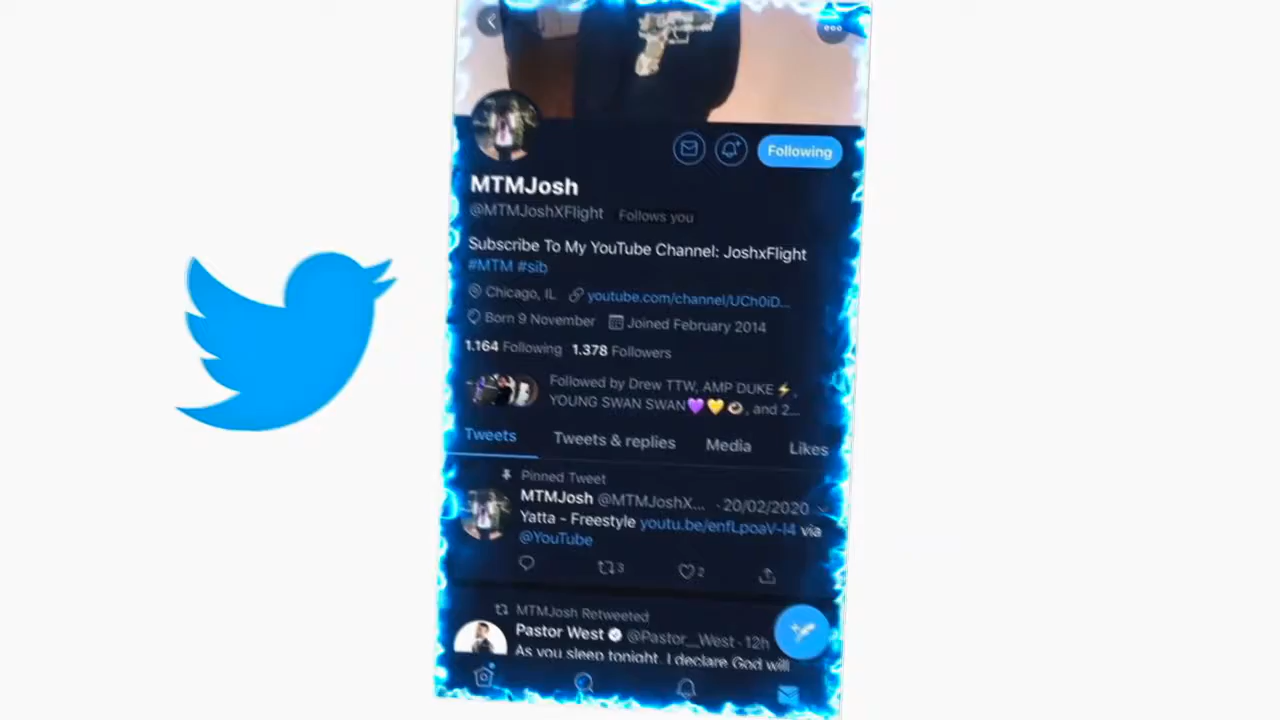 Following
MTMJosh
@MTMJoshXFlight Follows you
Subscribe To My YouTube Channel: JoshxFlight
#MTM #sib
Chicago, IL youtube.com/channel/UCh0iD...
Born 9 November Joined February 2014
1.164 Following 1.378 Followers
Followed by Drew TTW, AMP DUKE⚡,
YOUNG SWAN SWAN💜💛👁, and 2...
Tweets Tweets & replies Media Likes
Pinned Tweet
MTMJosh @MTMJoshX... · 20/02/2020
Yatta - Freestyle youtu.be/enfLpoaV-I4 via
@YouTube
3 2
MTMJosh Retweeted
Pastor West @Pastor__West · 12h
As you sleep tonight, I declare God will